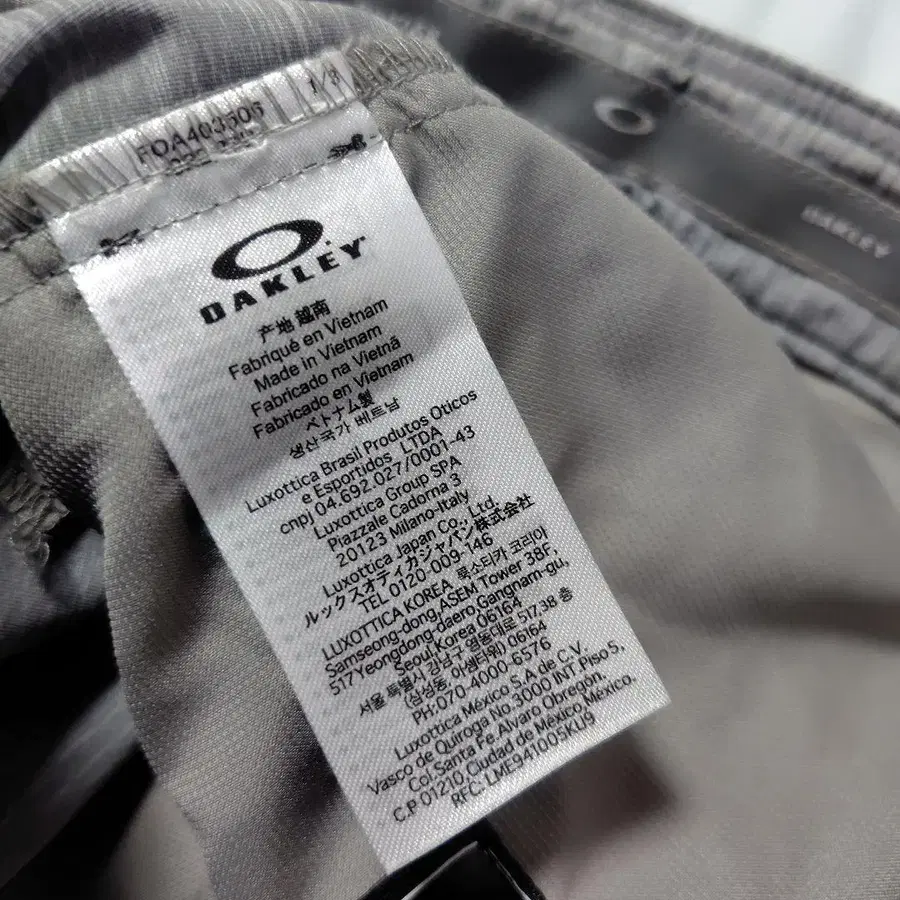 FOA403506
1/3
OAKLEY
产地 越南
Fabriqué en Vietnam
Made in Vietnam
Fabricado na Vietnã
Fabricado en Vietnam
ベトナム製
생산국가 베트남
Luxottica Brasil Produtos Oticos
e Esportidos LTDA
cnpj 04.692.027/0001-43
Luxottica Group SPA
Piazzale Cadorna 3
20123 Milano-Italy
Luxottica Japan Co., Ltd.
ルックスオティカジャパン株式会社
TEL 0120-009-146
LUXOTTICA KOREA 룩소티카 코리아
Samseong-dong, ASEM Tower 38F,
517 Yeongdong-daero, Gangnam-gu,
Seoul, Korea 06164
서울 특별시 강남구 영동대로 517, 38 층
(삼성동, 아셈타워) 06164
PH:070-4000-6576
Luxottica México S.A de C.V.
Vasco de Quiroga No.3000 INT Piso 5,
Col.Santa Fe Alvaro Obregón,
C.P 01210, Ciudad de México, México.
RFC: LME941005KU9
OAKLEY